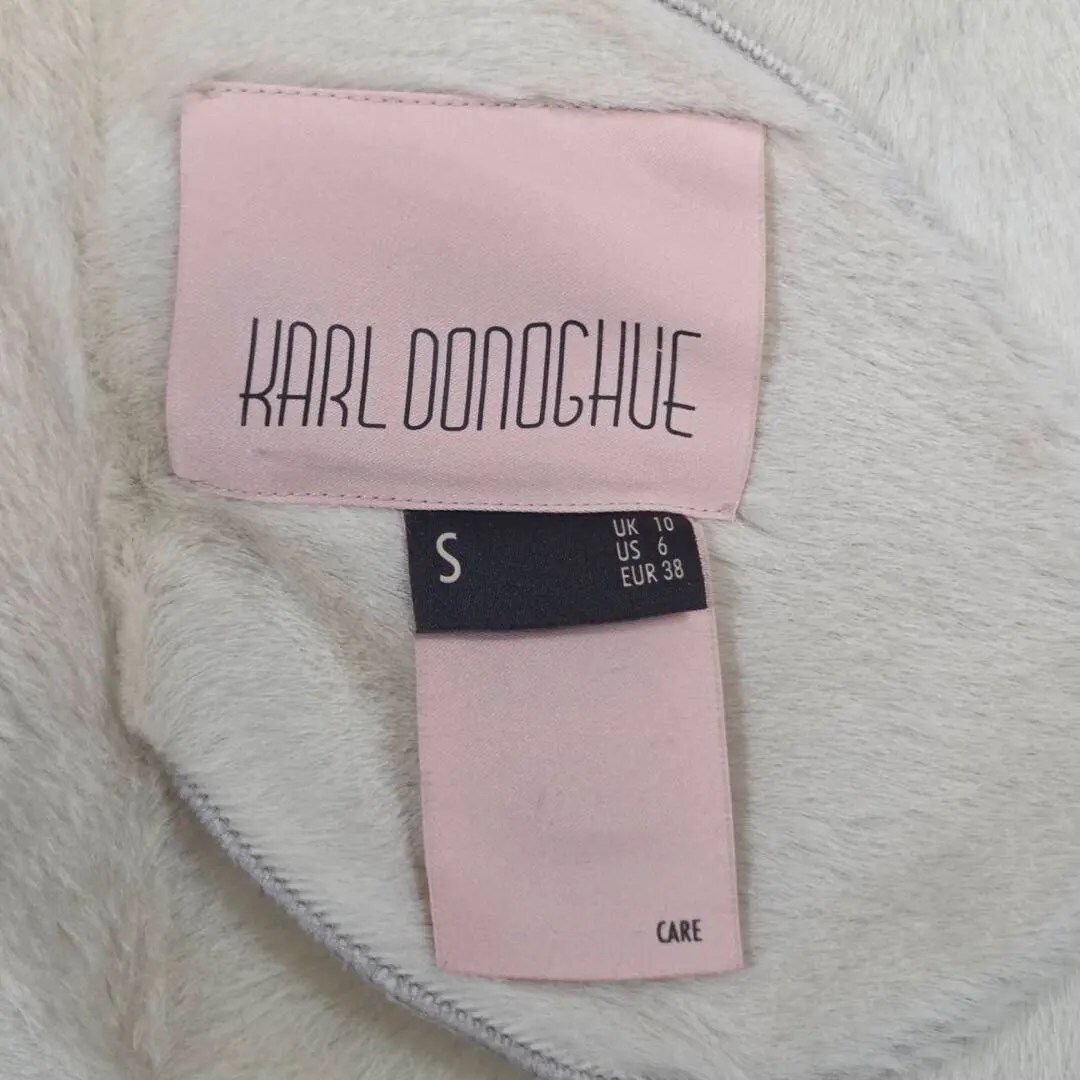 KARL DONOGHUE
S
UK 10
US 6
EUR 38
CARE